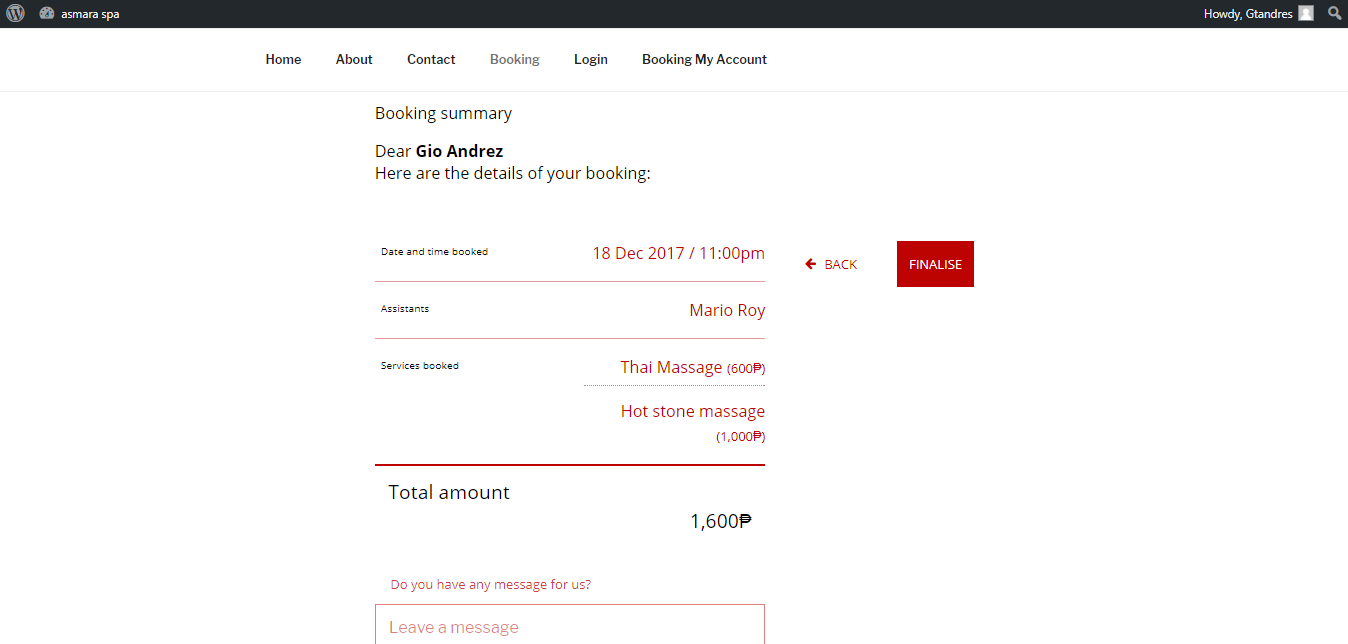 asmara spa
Howdy, Gtandres
Home About Contact Booking Login Booking My Account
Booking summary
Dear Gio Andrez
Here are the details of your booking:
Date and time booked 18 Dec 2017 / 11:00pm
BACK FINALISE
Assistants Mario Roy
Services booked Thai Massage (600₱)
Hot stone massage
(1,000₱)
Total amount
1,600₱
Do you have any message for us?
Leave a message